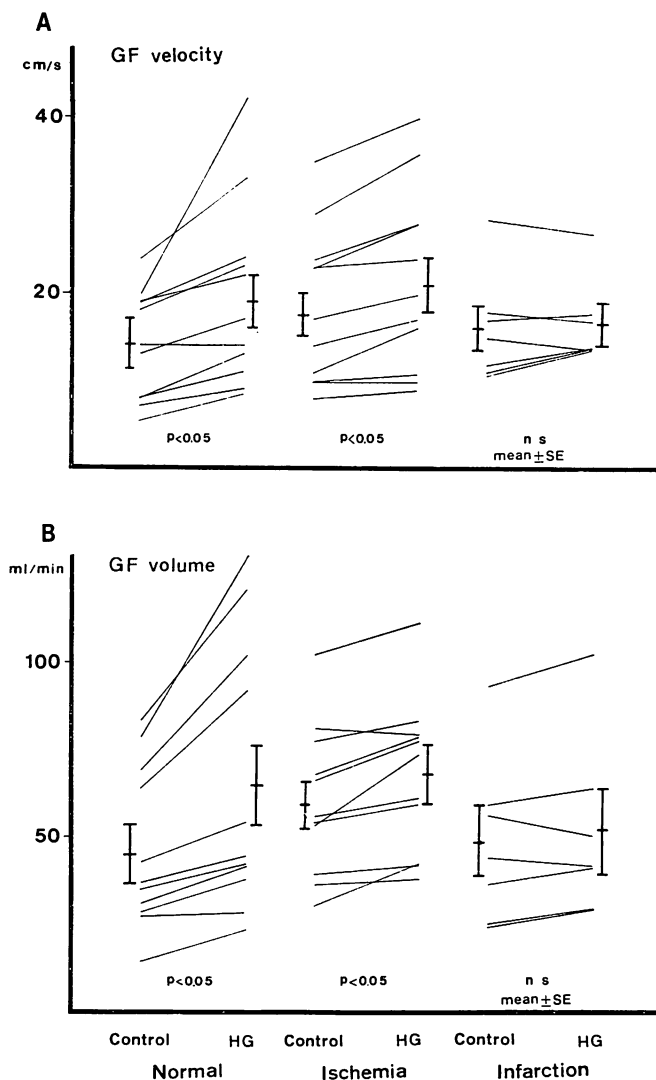 A
GF velocity
cm/s
40
20
p<0.05
p<0.05
n s
mean±SE
B
GF volume
ml/min
100
50
p<0.05
p<0.05
n s
mean±SE
Control HG Control HG Control HG
Normal Ischemia Infarction